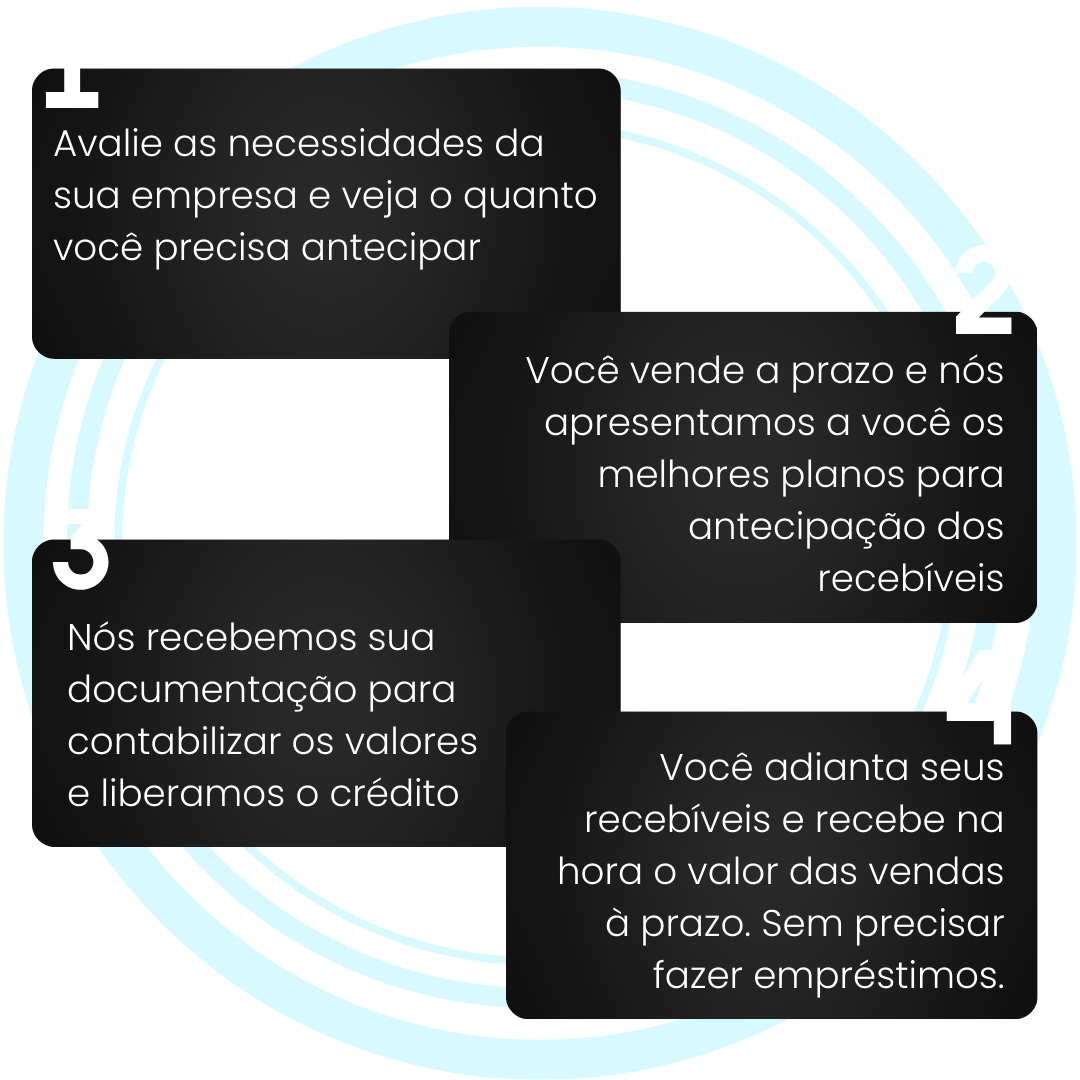 1
Avalie as necessidades da
sua empresa e veja o quanto
você precisa antecipar
2
Você vende a prazo e nós
apresentamos a você os
melhores planos para
antecipação dos
recebíveis
3
Nós recebemos sua
documentação para
contabilizar os valores
e liberamos o crédito
4
Você adianta seus
recebíveis e recebe na
hora o valor das vendas
à prazo. Sem precisar
fazer empréstimos.